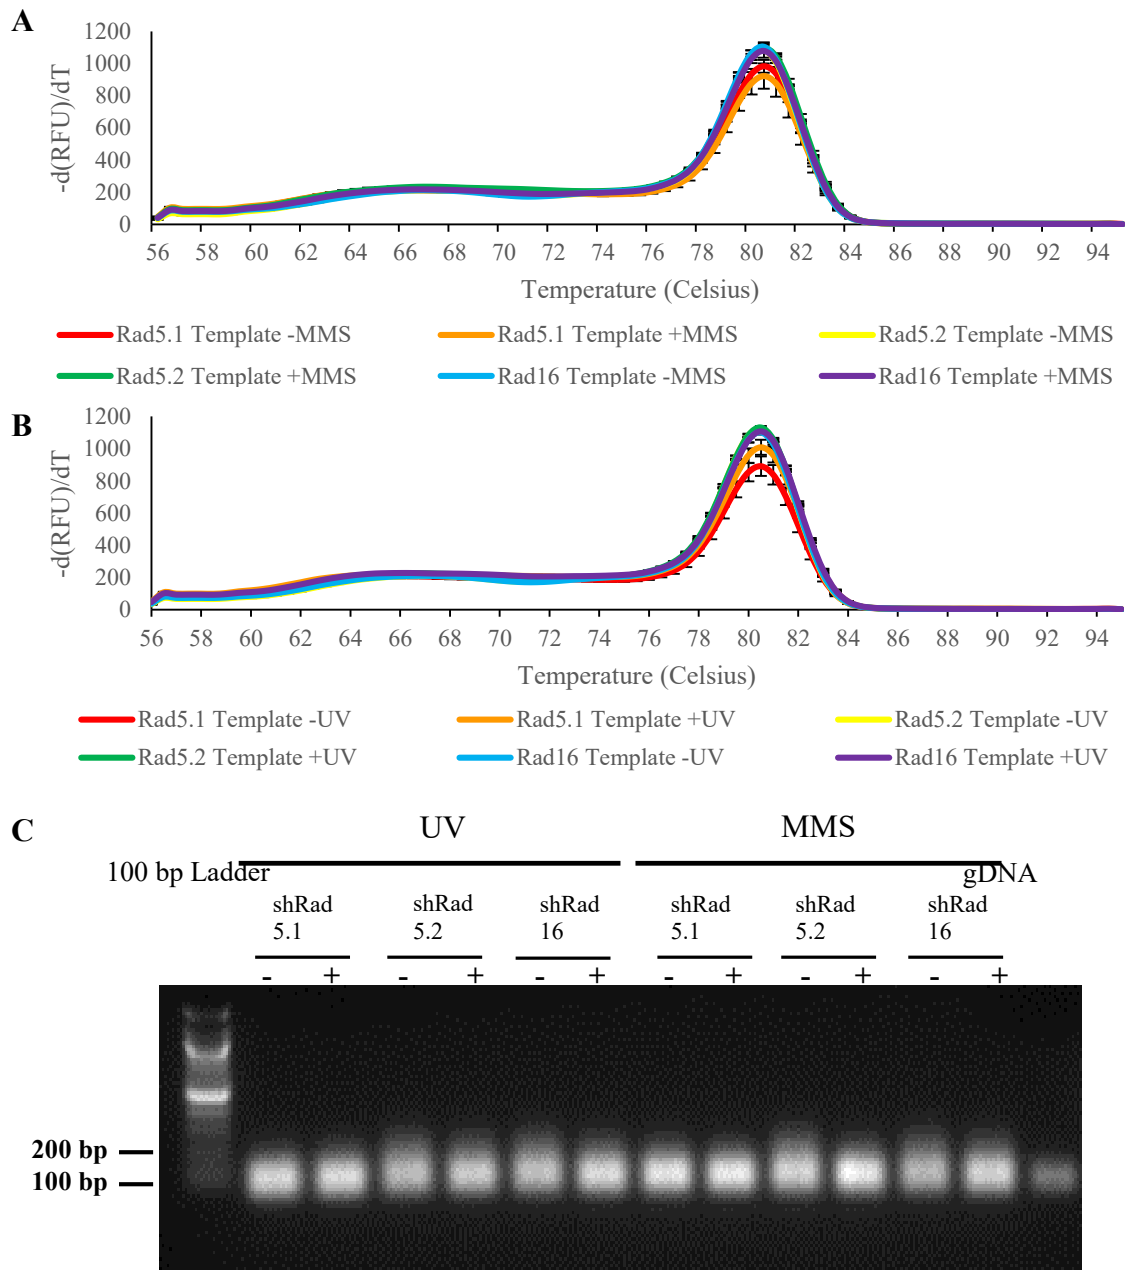 A
1200
1000
800
600
400
200
0
-d(RFU)/dT
56 58 60 62 64 66 68 70 72 74 76 78 80 82 84 86 88 90 92 94
Temperature (Celsius)
Rad5.1 Template -MMS Rad5.1 Template +MMS Rad5.2 Template -MMS
Rad5.2 Template +MMS Rad16 Template -MMS Rad16 Template +MMS
B
1200
1000
800
600
400
200
0
-d(RFU)/dT
56 58 60 62 64 66 68 70 72 74 76 78 80 82 84 86 88 90 92 94
Temperature (Celsius)
Rad5.1 Template -UV Rad5.1 Template +UV Rad5.2 Template -UV
Rad5.2 Template +UV Rad16 Template -UV Rad16 Template +UV
C
UV MMS
100 bp Ladder gDNA
shRad shRad shRad shRad shRad shRad
5.1 5.2 16 5.1 5.2 16
- + - + - + - + - + - +
200 bp
100 bp